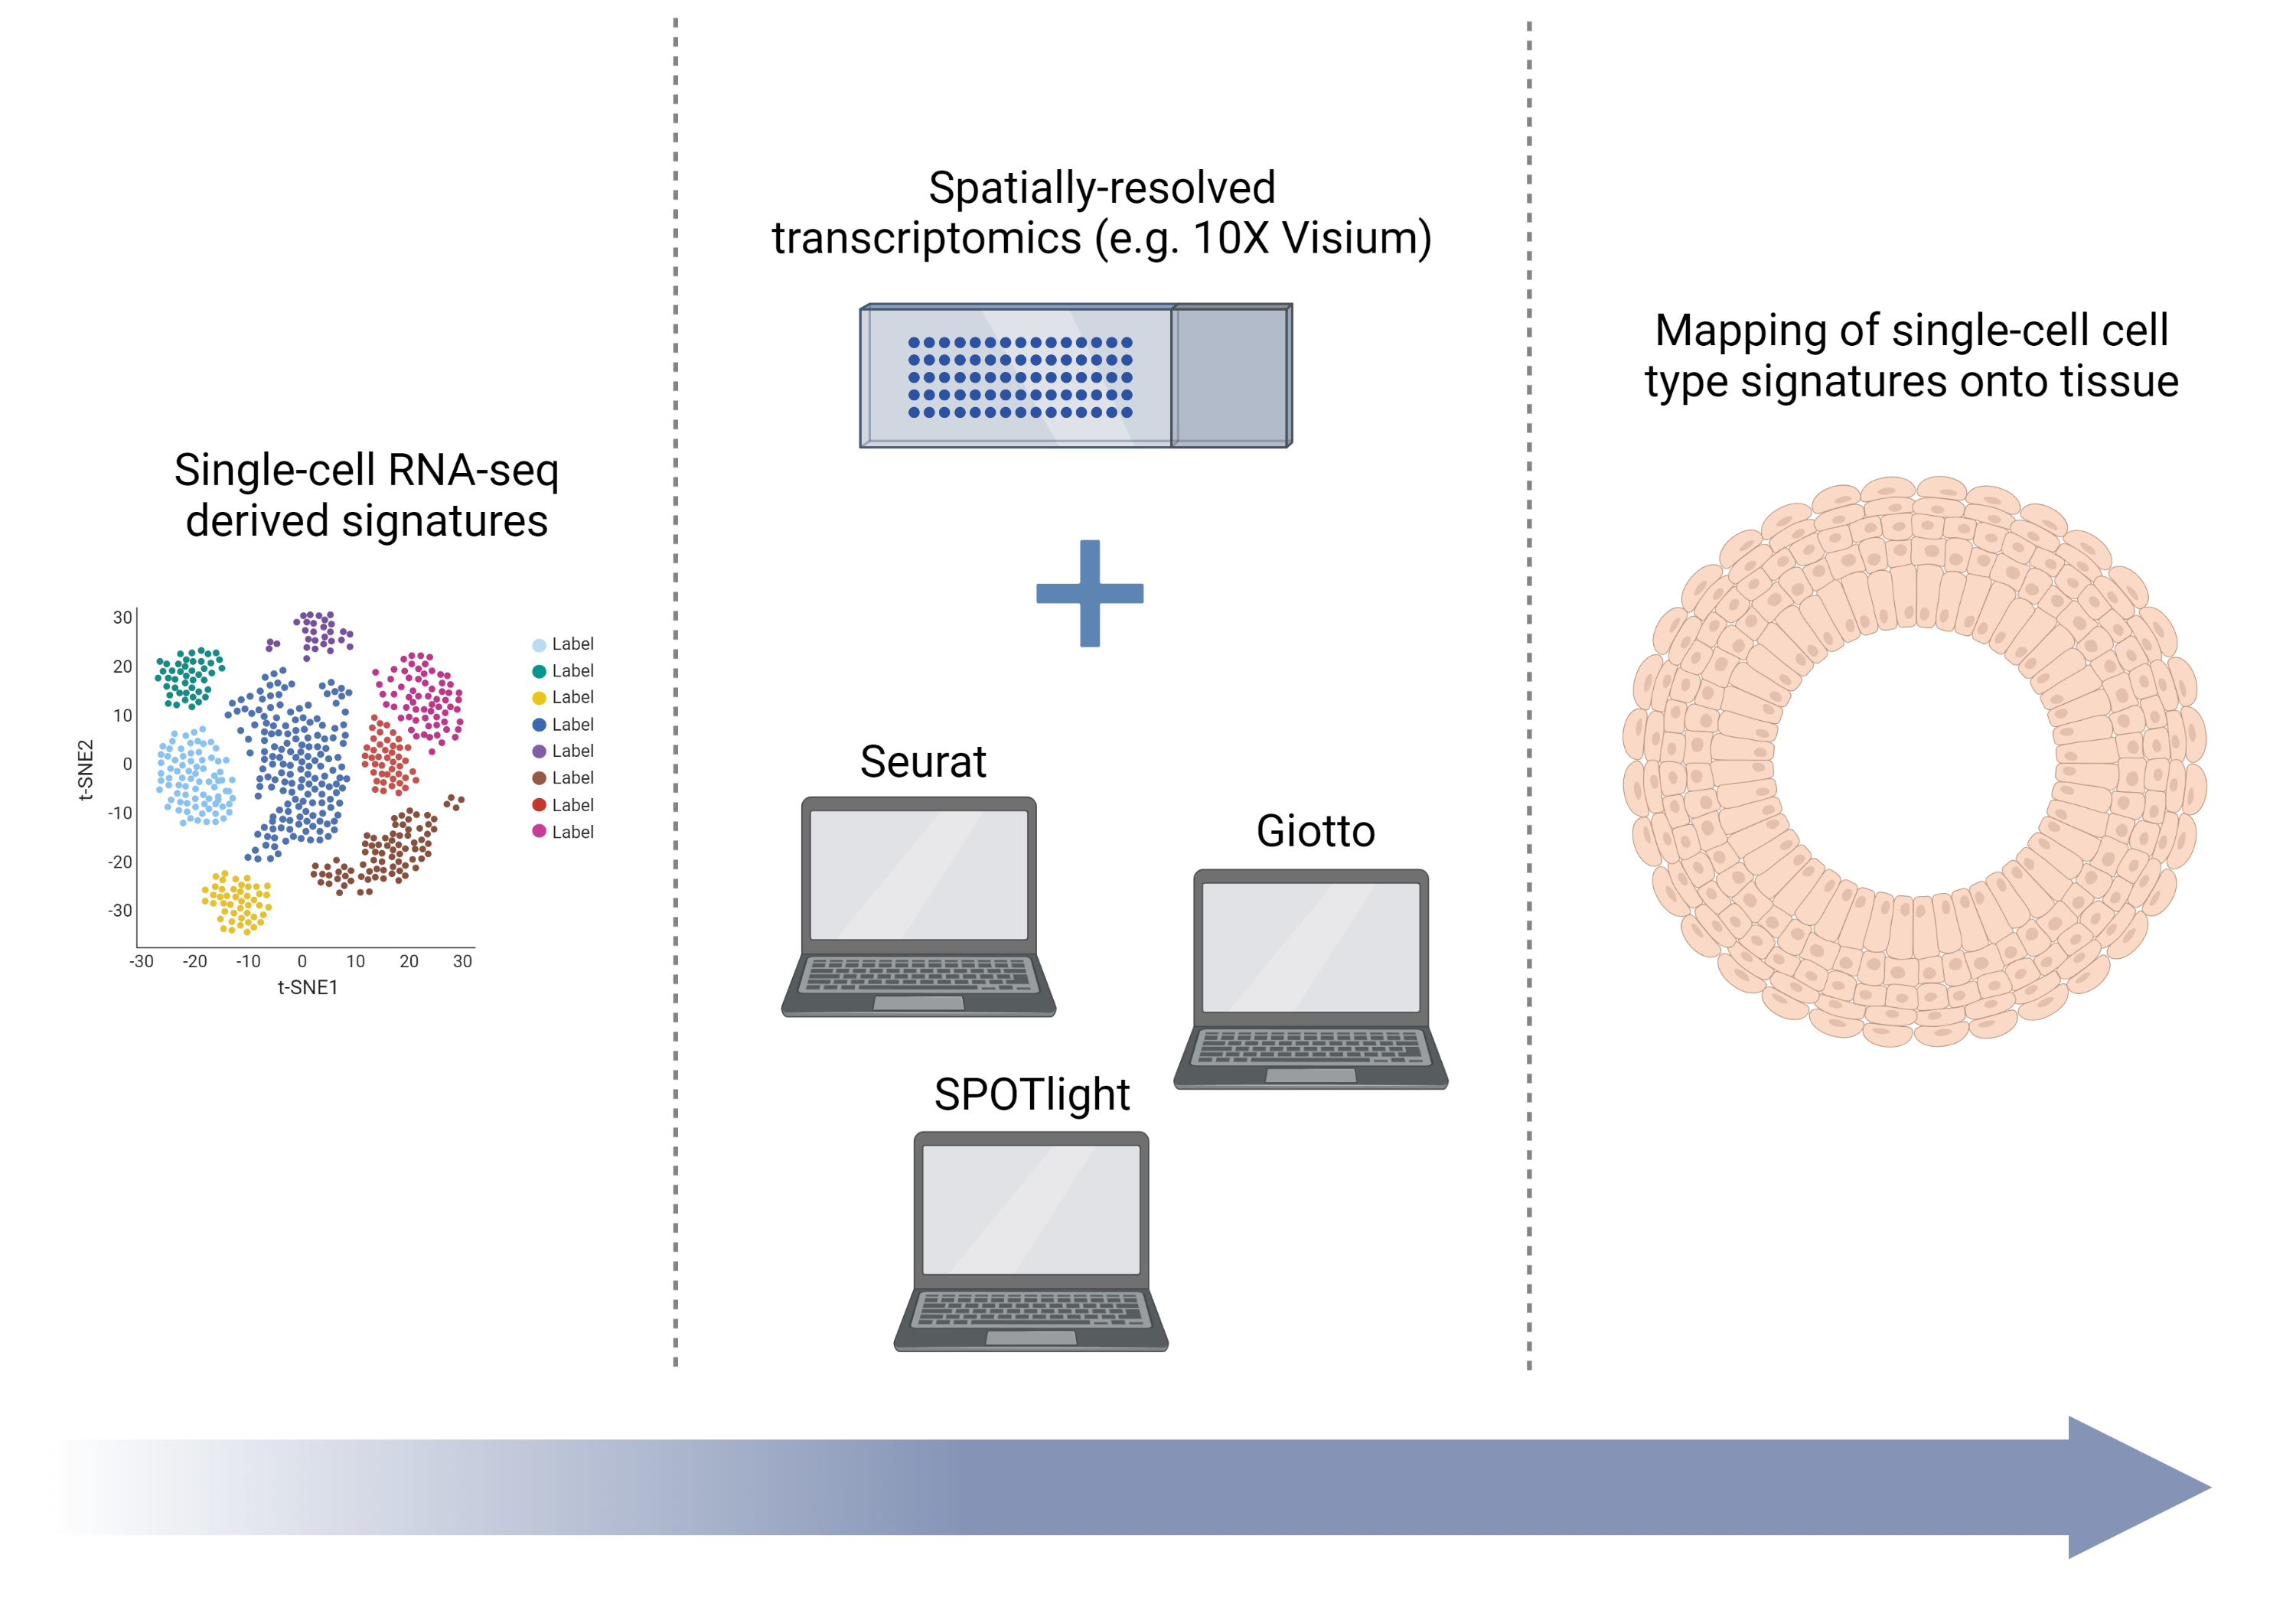 Single-cell RNA-seq
derived signatures
30
20
10
0
-10
-20
-30
t-SNE2
-30 -20 -10 0 10 20 30
t-SNE1
Label
Label
Label
Label
Label
Label
Label
Label
Spatially-resolved
transcriptomics (e.g. 10X Visium)
Seurat
Giotto
SPOTlight
Mapping of single-cell cell
type signatures onto tissue